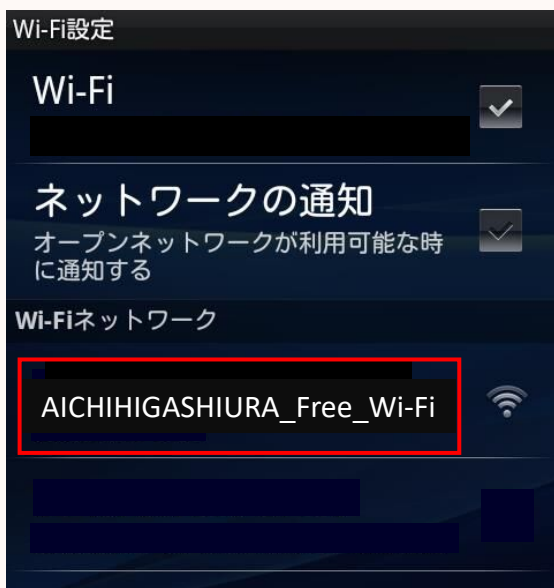 Wi-Fi設定
Wi-Fi
ネットワークの通知
オープンネットワークが利用可能な時
に通知する
Wi-Fiネットワーク
AICHIHIGASHIURA_Free_Wi-Fi